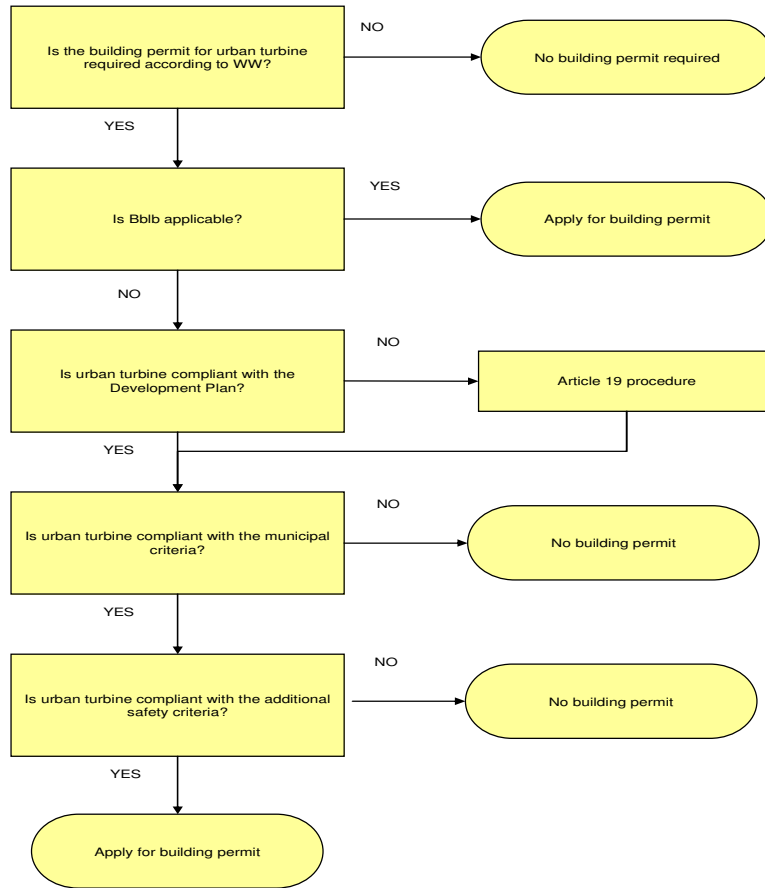 Is the building permit for urban turbine
required according to WW?
NO
No building permit required
YES
Is Bblb applicable?
YES
Apply for building permit
NO
Is urban turbine compliant with the
Development Plan?
NO
Article 19 procedure
YES
Is urban turbine compliant with the municipal
criteria?
NO
No building permit
YES
Is urban turbine compliant with the additional
safety criteria?
NO
No building permit
YES
Apply for building permit